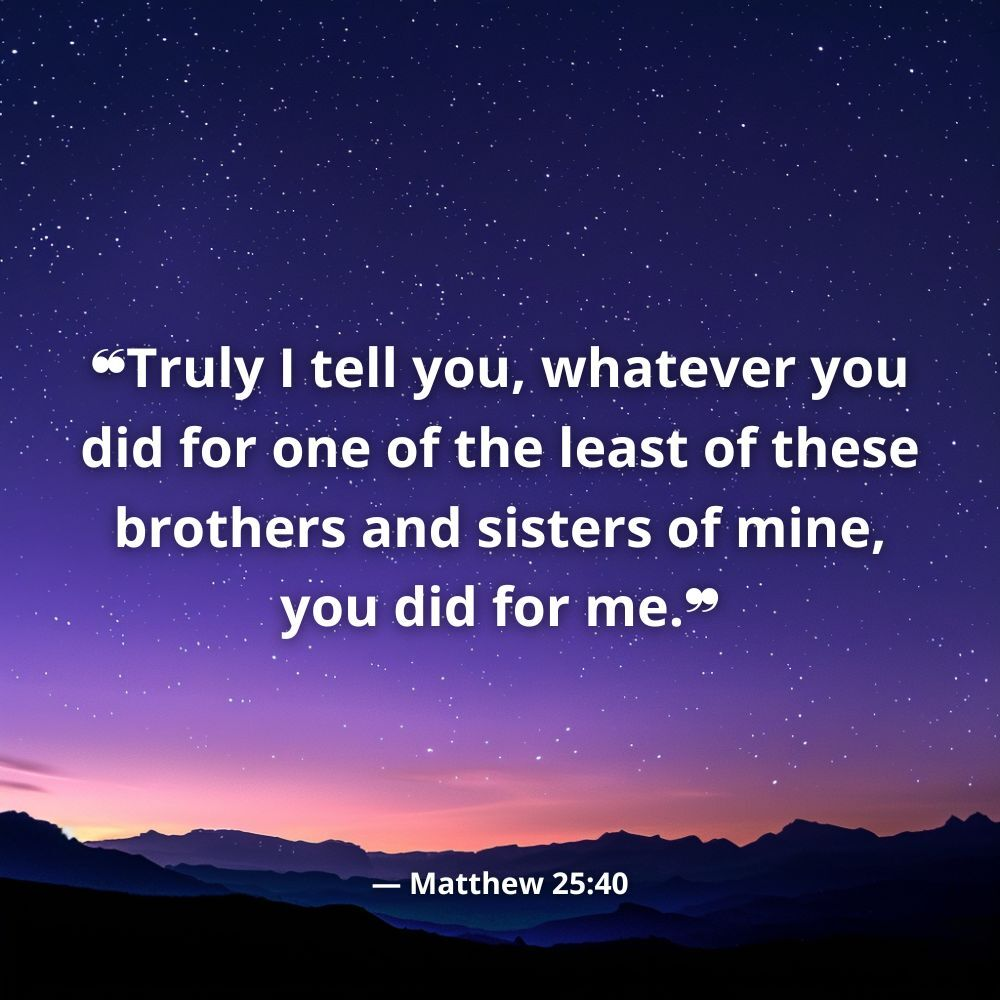 ❝Truly I tell you, whatever you
did for one of the least of these
brothers and sisters of mine,
you did for me.❞
— Matthew 25:40